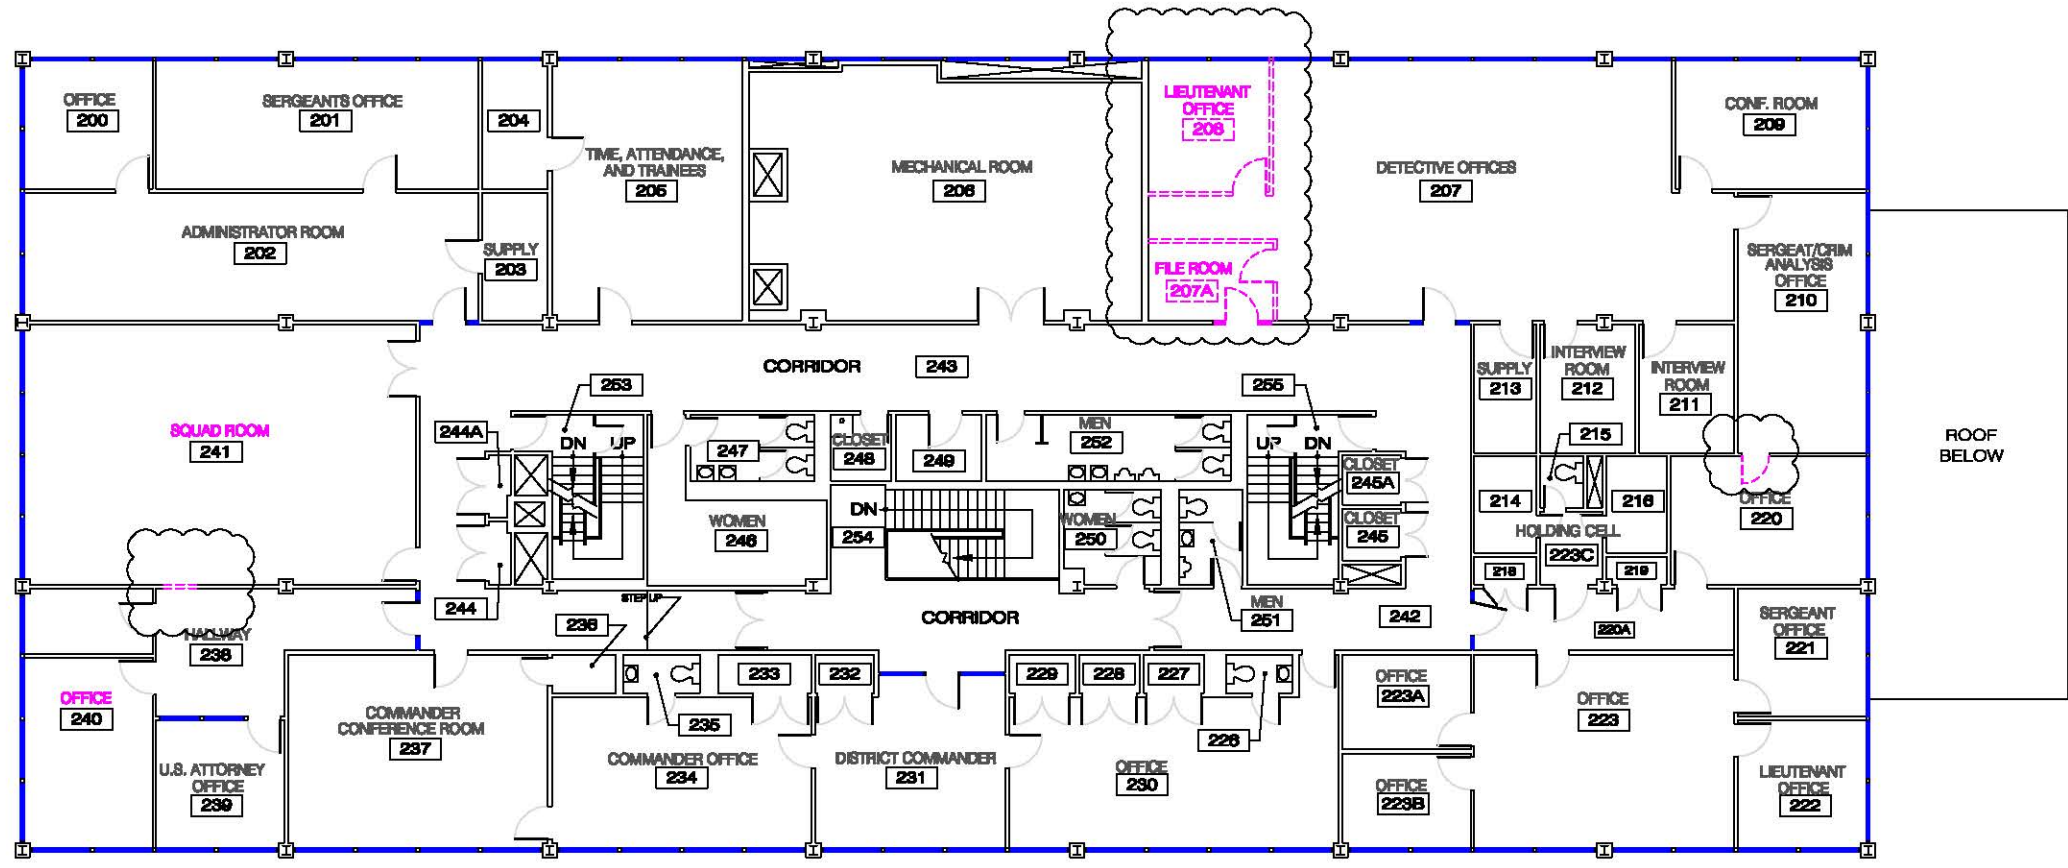 OFFICE
200
SERGEANTS OFFICE
201
204
TIME, ATTENDANCE,
AND TRAINEES
205
MECHANICAL ROOM
206
LIEUTENANT
OFFICE
208
DETECTIVE OFFICES
207
CONF. ROOM
209
ADMINISTRATOR ROOM
202
SUPPLY
203
FILE ROOM
207A
SERGEAT/CRIM
ANALYSIS
OFFICE
210
CORRIDOR
243
SUPPLY
213
INTERVIEW
ROOM
212
INTERVIEW
ROOM
211
253
255
SQUAD ROOM
241
244A
DN
UP
247
CLOSET
248
249
MEN
252
UP
DN
CLOSET
245A
215
ROOF
BELOW
214
216
OFFICE
220
WOMEN
246
DN
254
WOMEN
250
CLOSET
245
HOLDING CELL
223C
218
219
244
STEP UP
236
CORRIDOR
MEN
251
242
220A
SERGEANT
OFFICE
221
HALLWAY
238
OFFICE
240
COMMANDER
CONFERENCE ROOM
237
235
233
232
229
228
227
226
OFFICE
223A
OFFICE
223
U.S. ATTORNEY
OFFICE
239
COMMANDER OFFICE
234
DISTRICT COMMANDER
231
OFFICE
230
OFFICE
223B
LIEUTENANT
OFFICE
222